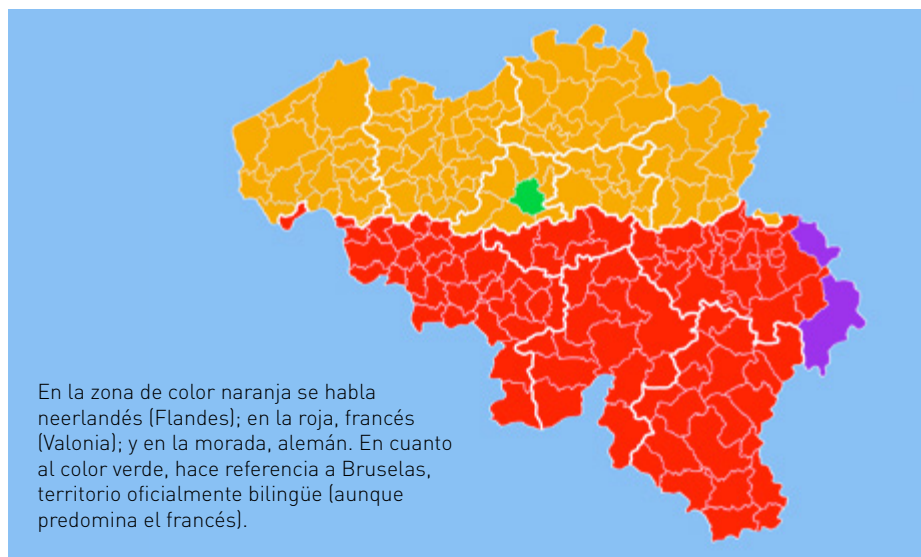 En la zona de color naranja se habla
neerlandés (Flandes); en la roja, francés
(Valonia); y en la morada, alemán. En cuanto
al color verde, hace referencia a Bruselas,
territorio oficialmente bilingüe (aunque
predomina el francés).